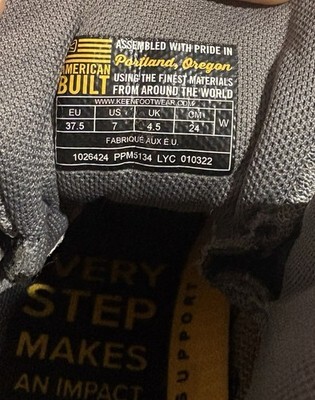 AMERICAN
BUILT
ASSEMBLED WITH PRIDE IN
Portland, Oregon
USING THE FINEST MATERIALS
FROM AROUND THE WORLD
WWW.KEENFOOTWEAR.COM
EU US UK CM W
37.5 7 4.5 24
FABRIQUÉ AUX É.U.
1026424 PPM5134 LYC 010322
EVERY
STEP
MAKES
AN IMPACT
SUPPORT